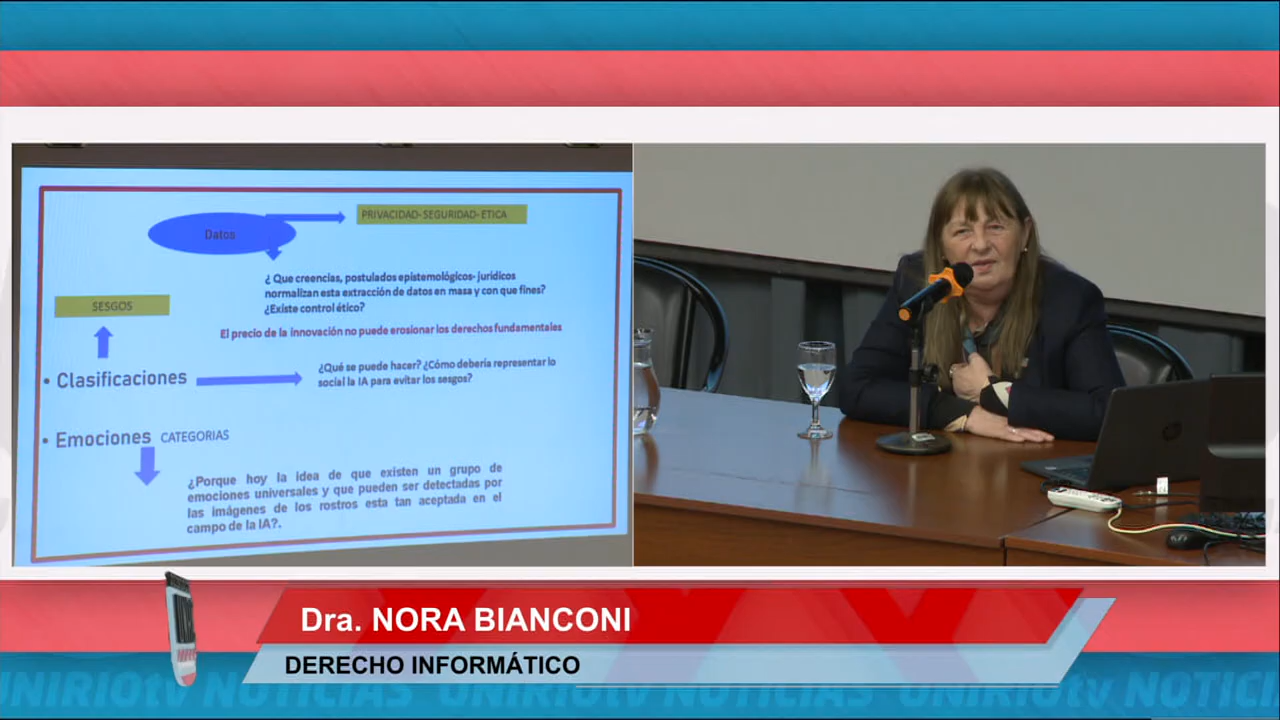 Datos
PRIVACIDAD- SEGURIDAD- ETICA
¿ Que creencias, postulados epistemológicos- jurídicos
normalizan esta extracción de datos en masa y con que fines?
¿Existe control ético?
SESGOS
El precio de la innovación no puede erosionar los derechos fundamentales
• Clasificaciones
¿Qué se puede hacer? ¿Cómo debería representar lo
social la IA para evitar los sesgos?
• Emociones CATEGORIAS
¿Porque hoy la idea de que existen un grupo de
emociones universales y que pueden ser detectadas por
las imágenes de los rostros esta tan aceptada en el
campo de la IA?.
Dra. NORA BIANCONI
DERECHO INFORMÁTICO
UNIRIOtv NOTICIAS UNIRIOtv NOTICIAS UNIRIOtv NOTICI